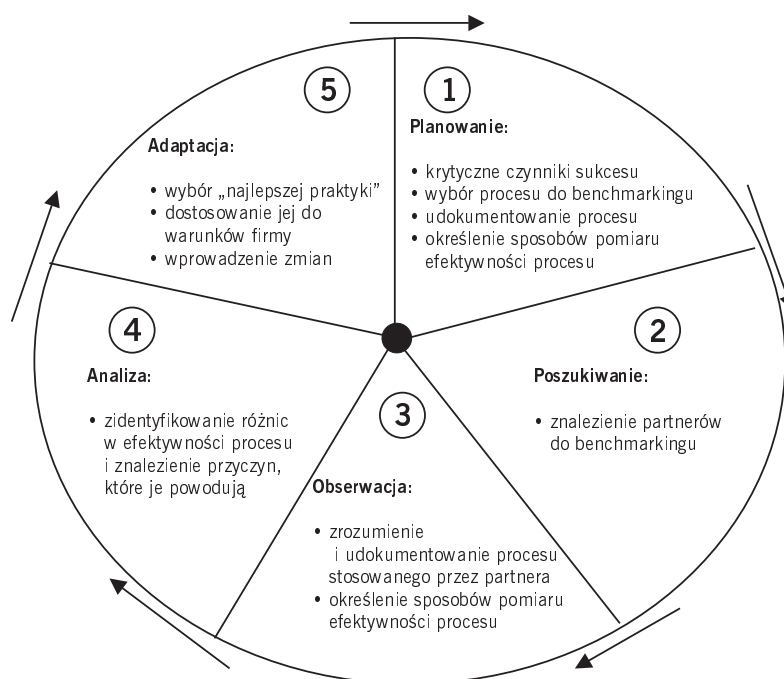 1
Planowanie:
• krytyczne czynniki sukcesu
• wybór procesu do benchmarkingu
• udokumentowanie procesu
• określenie sposobów pomiaru
efektywności procesu
2
Poszukiwanie:
• znalezienie partnerów
do benchmarkingu
3
Obserwacja:
• zrozumienie
i udokumentowanie procesu
stosowanego przez partnera
• określenie sposobów pomiaru
efektywności procesu
4
Analiza:
• zidentyfikowanie różnic
w efektywności procesu
i znalezienie przyczyn,
które je powodują
5
Adaptacja:
• wybór „najlepszej praktyki”
• dostosowanie jej do
warunków firmy
• wprowadzenie zmian